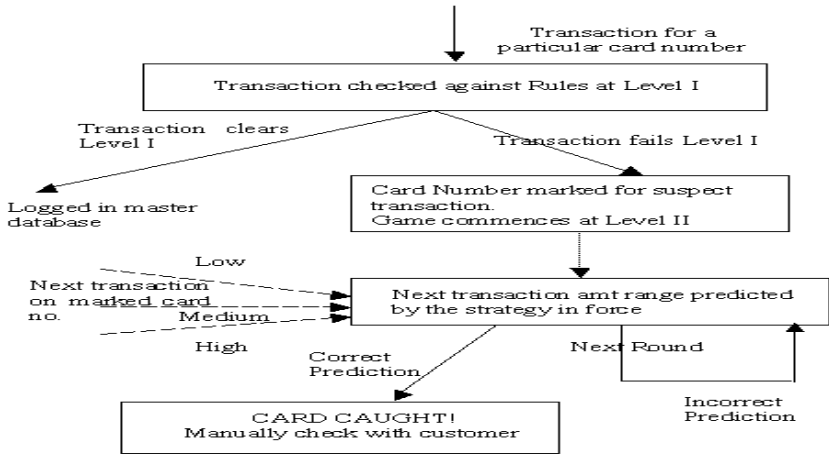 Transaction for a
particular card number
Transaction checked against Rules at Level I
Transaction clears
Level I
Transaction fails Level I
Logged in master
database
Card Number marked for suspect
transaction.
Game commences at Level II
Low
Next transaction
on marked card
no.
Medium
High
Next transaction amt range predicted
by the strategy in force
Correct
Prediction
Next Round
Incorrect
Prediction
CARD CAUGHT!
Manually check with customer